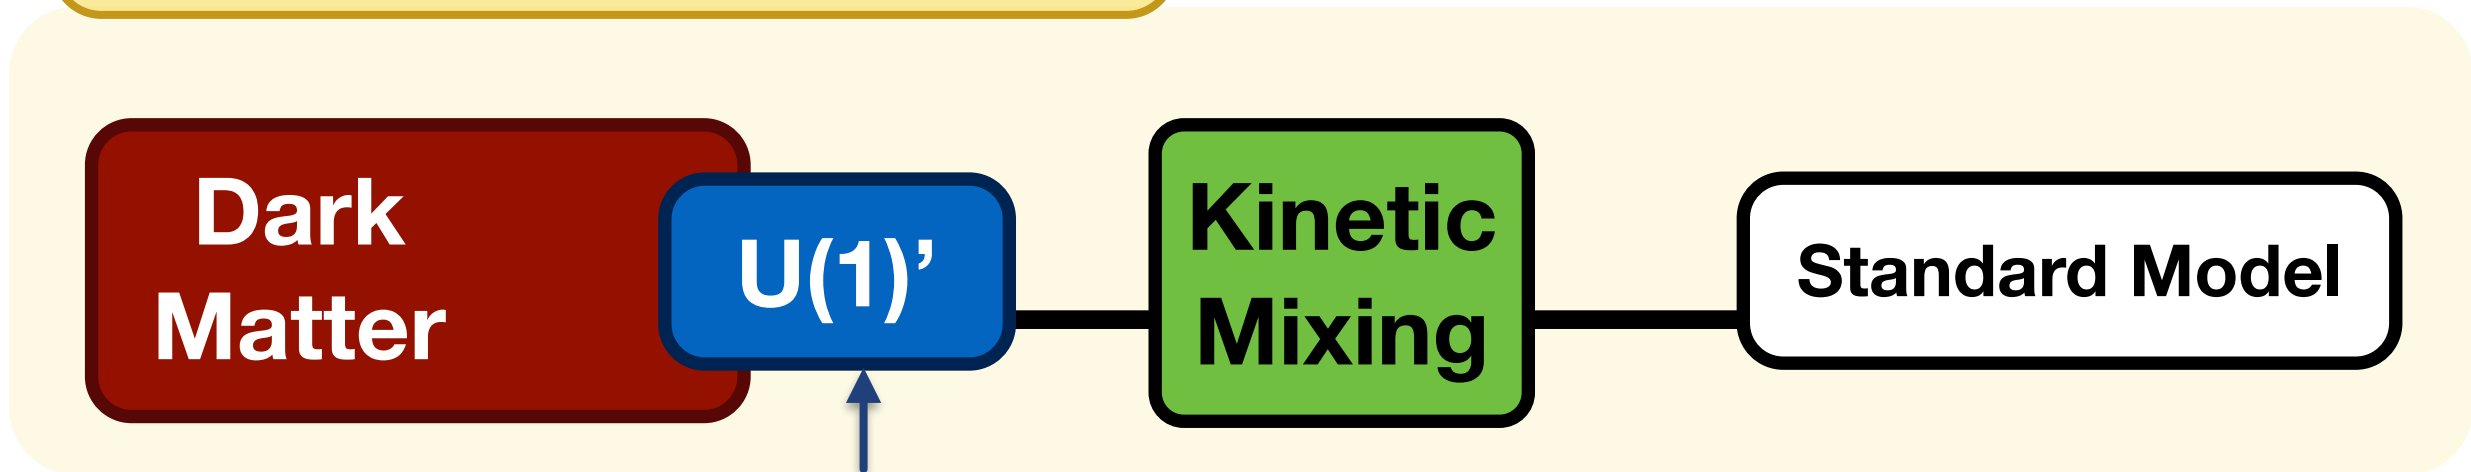 Dark
Matter
U(1)’
Kinetic
Mixing
Standard Model